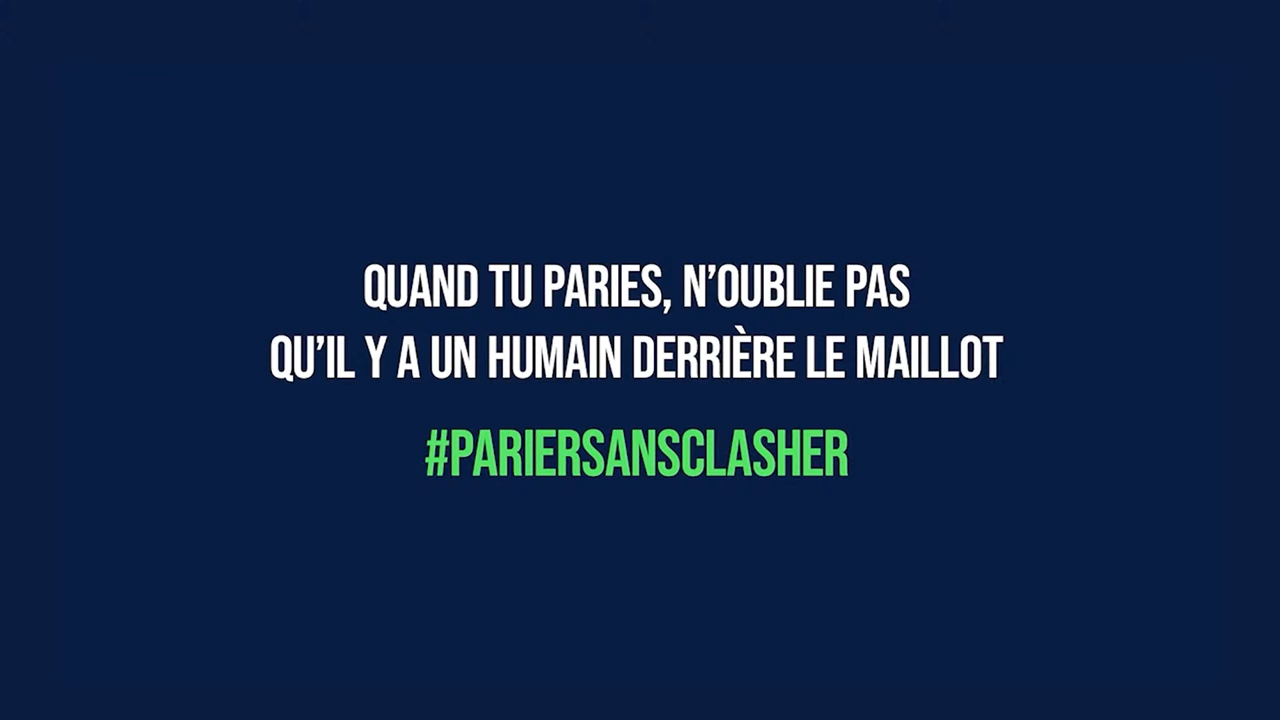 QUAND TU PARIES, N’OUBLIE PAS
QU’IL Y A UN HUMAIN DERRIÈRE LE MAILLOT
#PARIERSANSCLASHER